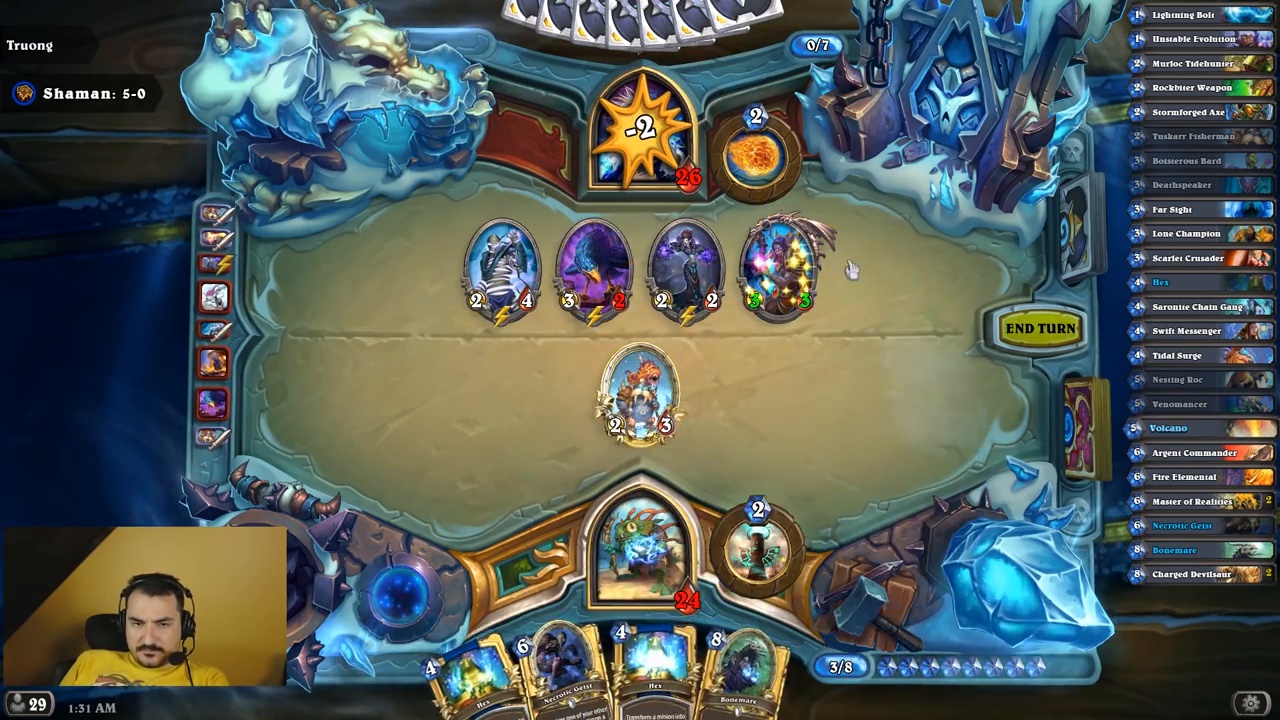 Truong
Shaman: 5-0
0/7
-2
26
2
2
4
3
2
2
2
3
3
END TURN
2
3
2
24
3/8
4
Hex
6
Necrotic Geist
4
Hex
Transform a minion into
8
Bonemare
29
1:31 AM
1 Lightning Bolt
1 Unstable Evolution
2 Murloc Tidehunter
2 Rockbiter Weapon
2 Stormforged Axe
2 Tuskarr Fisherman
3 Boisterous Bard
3 Deathspeaker
3 Far Sight
3 Lone Champion
3 Scarlet Crusader
4 Hex
4 Saronite Chain Gang
4 Swift Messenger
4 Tidal Surge
5 Nesting Roc
5 Venomancer
5 Volcano
6 Argent Commander
6 Fire Elemental
6 Master of Realities 2
6 Necrotic Geist
8 Bonemare
8 Charged Devilsaur 2